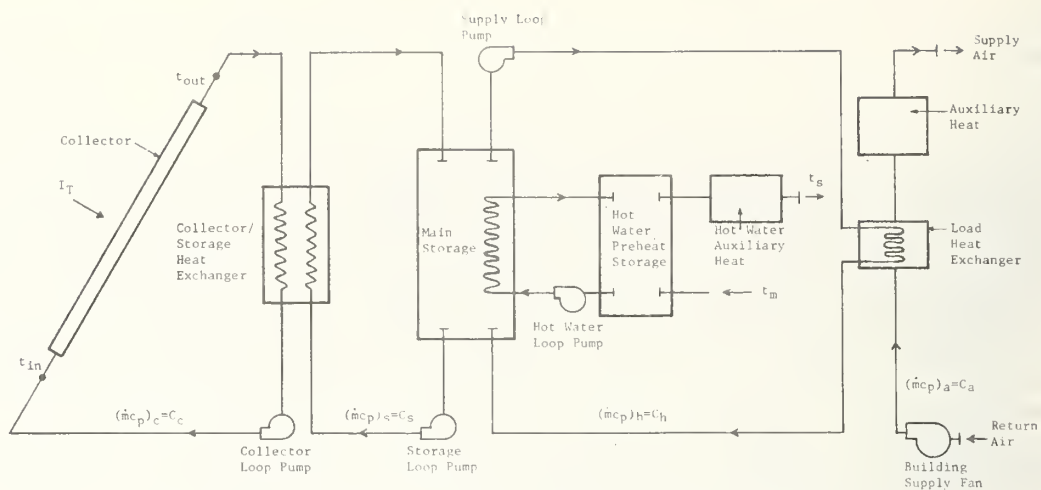 Supply Loop
Pump
Supply
Air
t_out
Auxiliary
Heat
Collector
I_T
Collector/
Storage
Heat
Exchanger
Main
Storage
Hot
Water
Preheat
Storage
t_s
Hot Water
Auxiliary
Heat
Load
Heat
Exchanger
t_m
Hot Water
Loop Pump
t_in
(ṁc_p)_c=C_c
(ṁc_p)_s=C_s
(ṁc_p)_h=C_h
(ṁc_p)_a=C_a
Return
Air
Collector
Loop Pump
Storage
Loop Pump
Building
Supply Fan